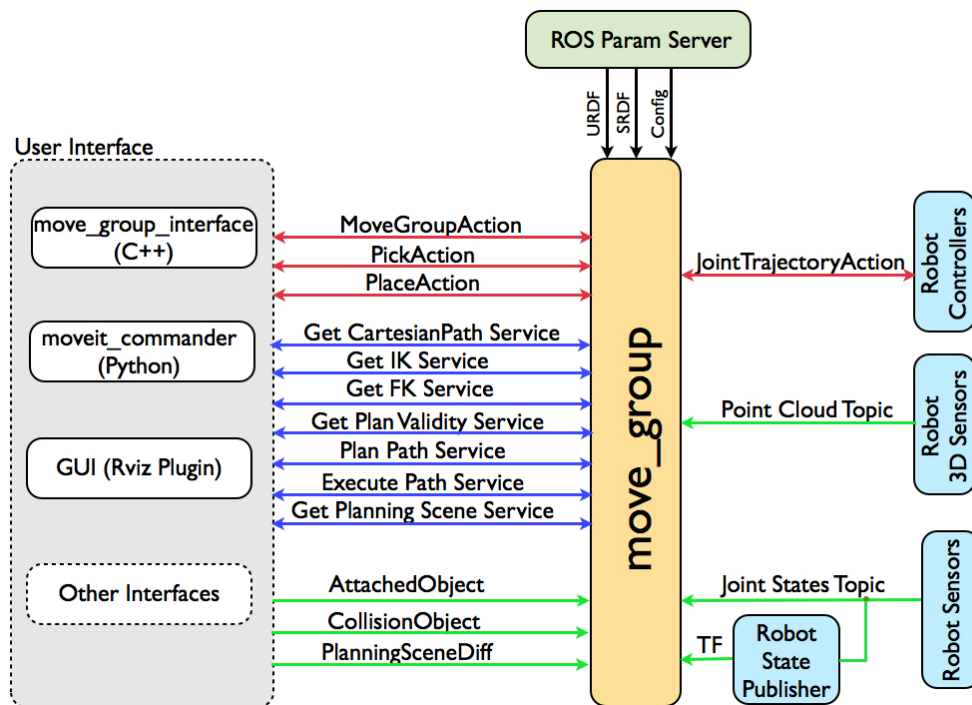 ROS Param Server
URDF
SRDF
Config
User Interface
move_group_interface
(C++)
moveit_commander
(Python)
GUI (Rviz Plugin)
Other Interfaces
MoveGroupAction
PickAction
PlaceAction
Get CartesianPath Service
Get IK Service
Get FK Service
Get Plan Validity Service
Plan Path Service
Execute Path Service
Get Planning Scene Service
AttachedObject
CollisionObject
PlanningSceneDiff
move_group
JointTrajectoryAction
Robot
Controllers
Point Cloud Topic
Robot
3D Sensors
Joint States Topic
Robot Sensors
TF
Robot
State
Publisher